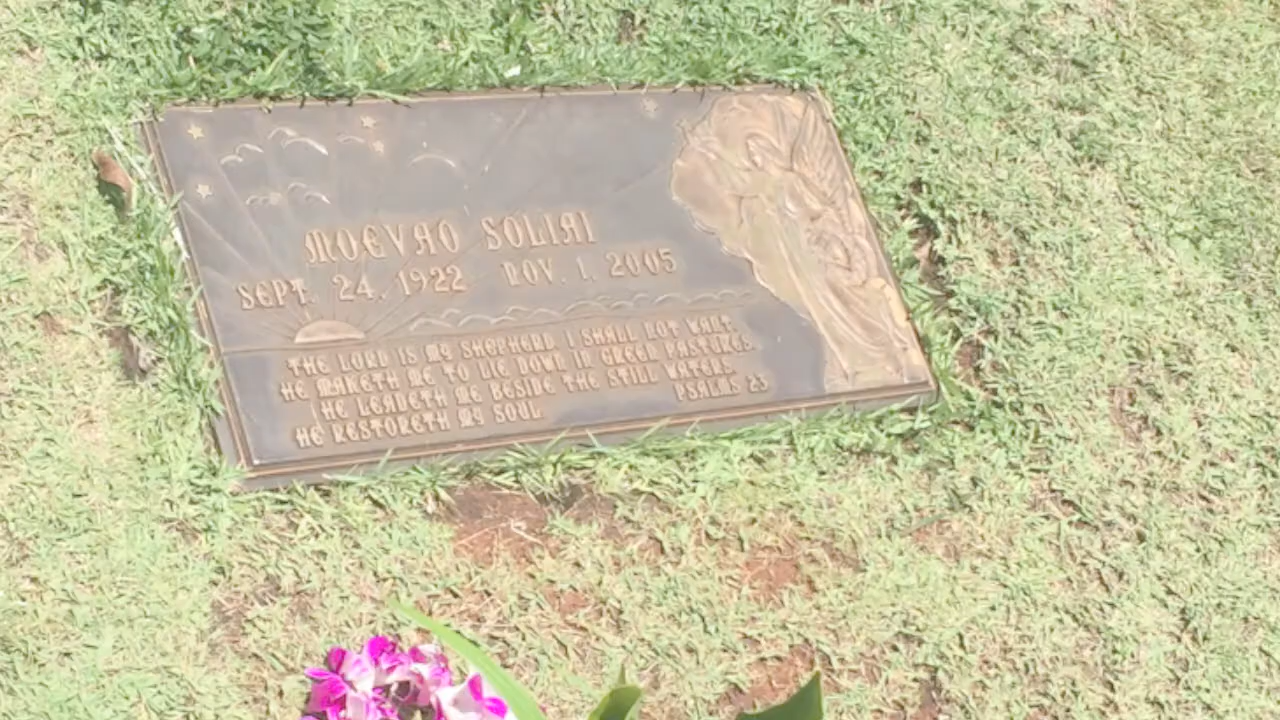 MOEVAO SOLIAI
SEPT. 24, 1922 NOV. 1, 2005
THE LORD IS MY SHEPHERD I SHALL NOT WANT.
HE MAKETH ME TO LIE DOWN IN GREEN PASTURES.
HE LEADETH ME BESIDE THE STILL WATERS.
HE RESTORETH MY SOUL PSALMS 23